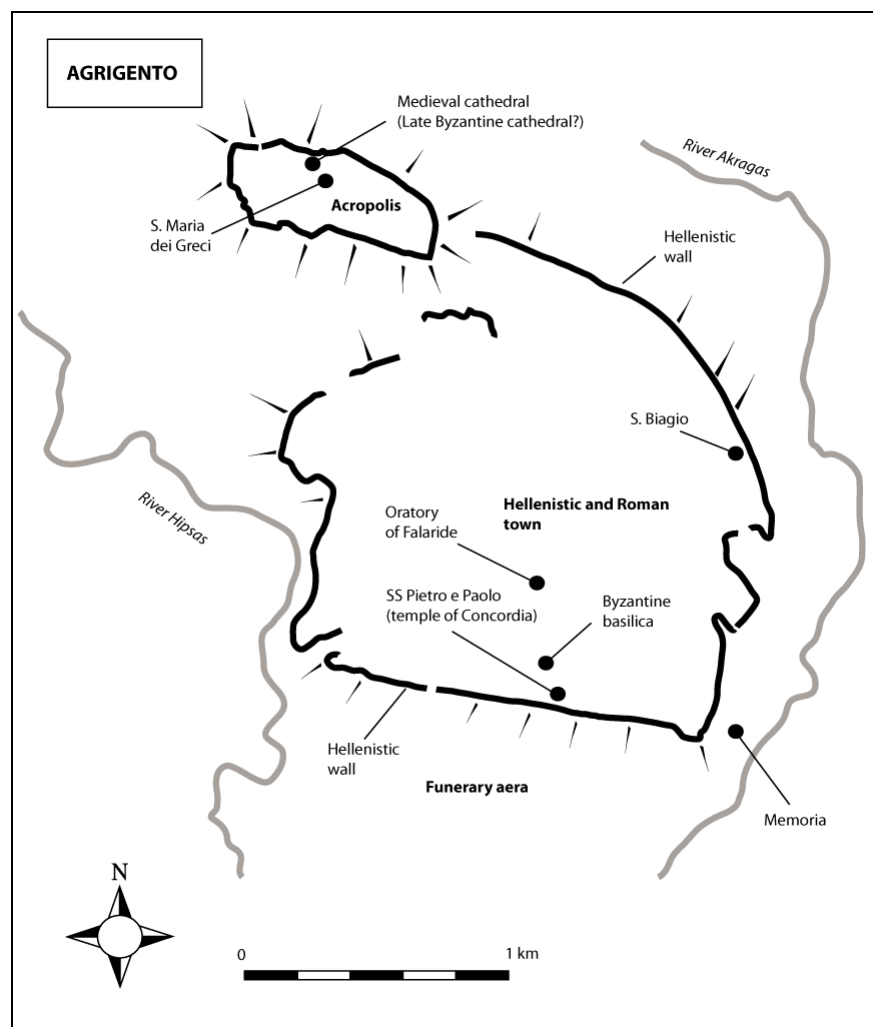 AGRIGENTO
Medieval cathedral
(Late Byzantine cathedral?)
River Akragas
Acropolis
S. Maria
dei Greci
Hellenistic
wall
S. Biagio
River Hipsas
Hellenistic and Roman
town
Oratory
of Falaride
SS Pietro e Paolo
(temple of Concordia)
Byzantine
basilica
Hellenistic
wall
Funerary aera
Memoria
N
0
1 km